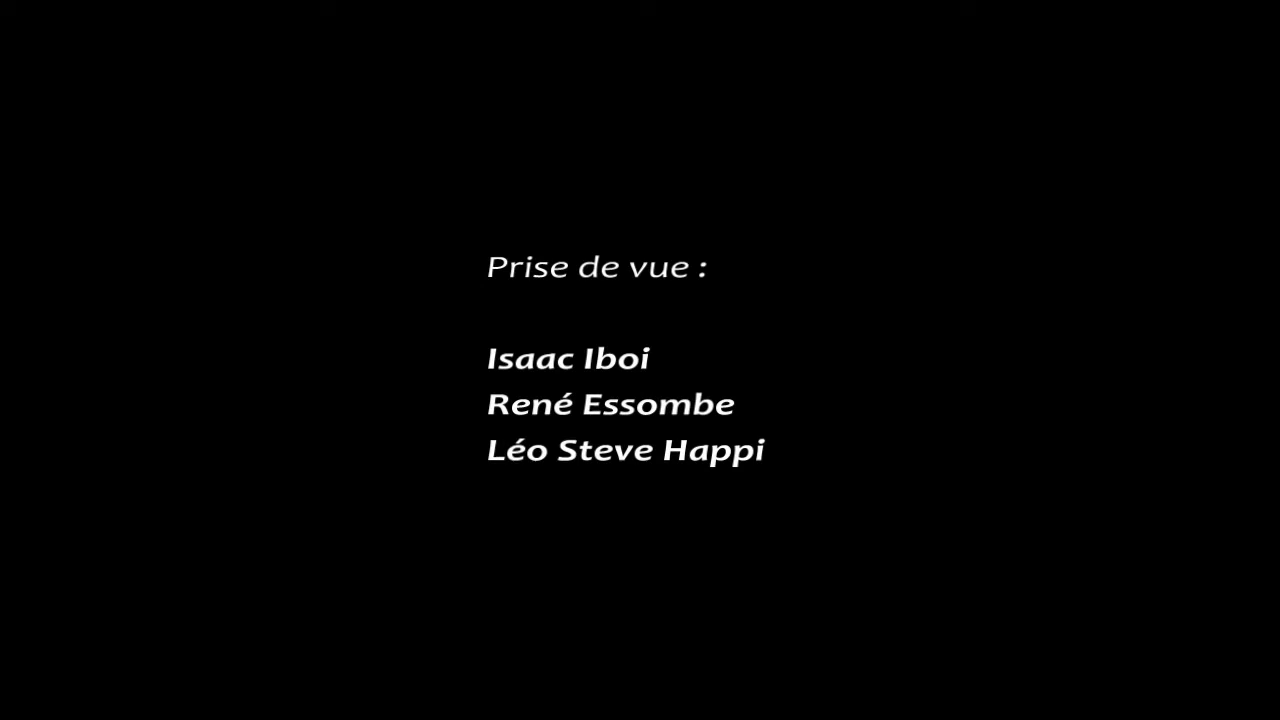 Prise de vue :
Isaac Iboi
René Essombe
Léo Steve Happi